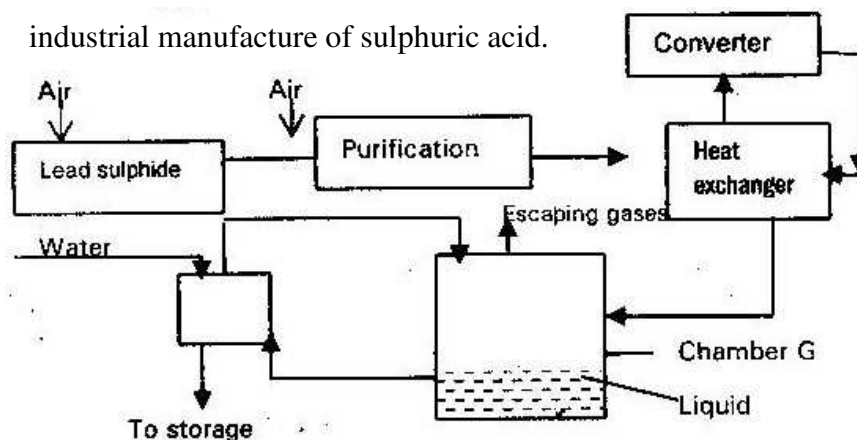 industrial manufacture of sulphuric acid.
Converter
Air
Air
Purification
Lead sulphide
Heat
exchanger
Escaping gases
Water
Chamber G
Liquid
To storage